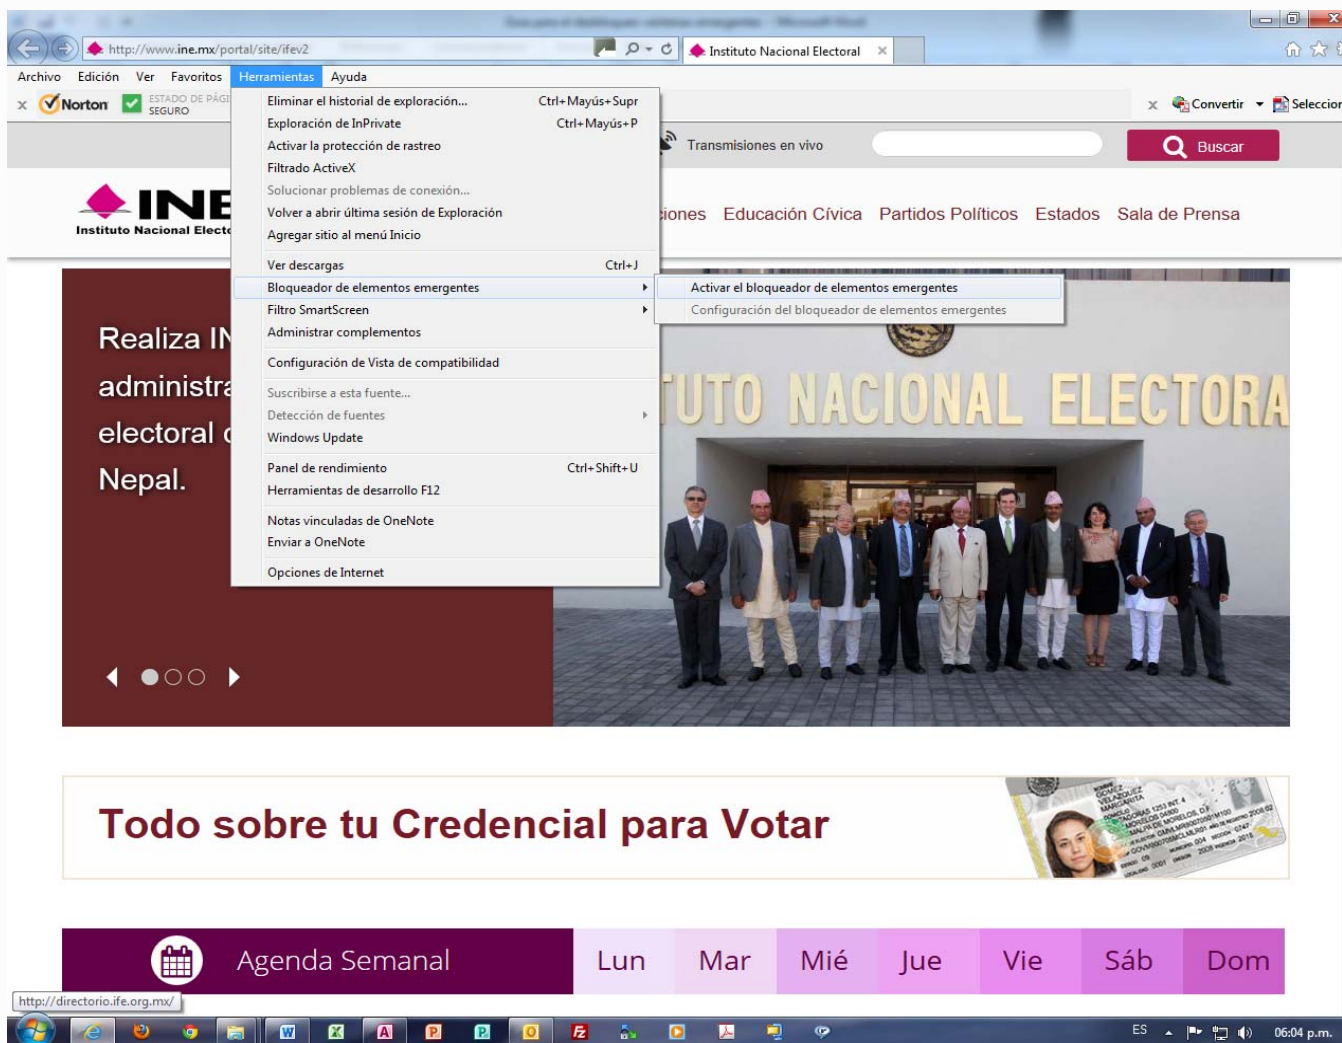 http://www.ine.mx/portal/site/ifev2
Instituto Nacional Electoral
Archivo Edición Ver Favoritos Herramientas Ayuda
x Norton ESTADO DE PÁGI
SEGURO
x Convertir Seleccion
Eliminar el historial de exploración... Ctrl+Mayús+Supr
Exploración de InPrivate Ctrl+Mayús+P
Activar la protección de rastreo
Filtrado ActiveX
Solucionar problemas de conexión...
Volver a abrir última sesión de Exploración
Agregar sitio al menú Inicio
Ver descargas Ctrl+J
Bloqueador de elementos emergentes
Filtro SmartScreen
Administrar complementos
Configuración de Vista de compatibilidad
Suscribirse a esta fuente...
Detección de fuentes
Windows Update
Panel de rendimiento Ctrl+Shift+U
Herramientas de desarrollo F12
Notas vinculadas de OneNote
Enviar a OneNote
Opciones de Internet
Activar el bloqueador de elementos emergentes
Configuración del bloqueador de elementos emergentes
Transmisiones en vivo
Buscar
INE
Instituto Nacional Electo
ciones Educación Cívica Partidos Políticos Estados Sala de Prensa
Realiza IN
administra
electoral
Nepal.
TUTO NACIONAL ELECTORA
Todo sobre tu Credencial para Votar
GOMEZ
VELAZQUEZ
MARGARITA
Agenda Semanal Lun Mar Mié Jue Vie Sáb Dom
http://directorio.ife.org.mx/
ES 06:04 p.m.